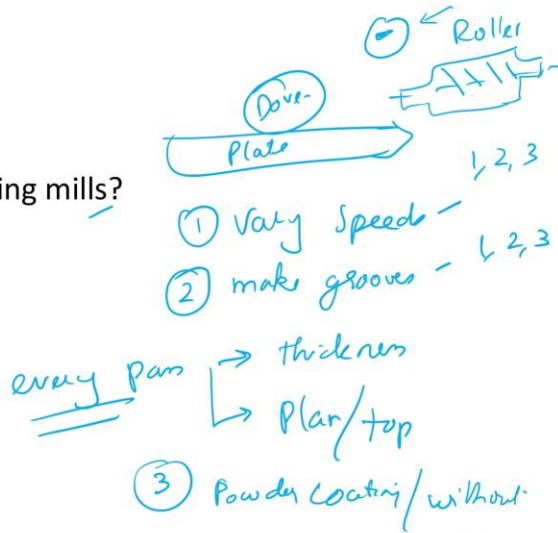 Roller
Dove-
Plate
ing mills?
1, 2, 3
① Vary Speeds -
1, 2, 3
② make grooves -
every pass → thickness
→ Plan/top
③ Powder coating/without